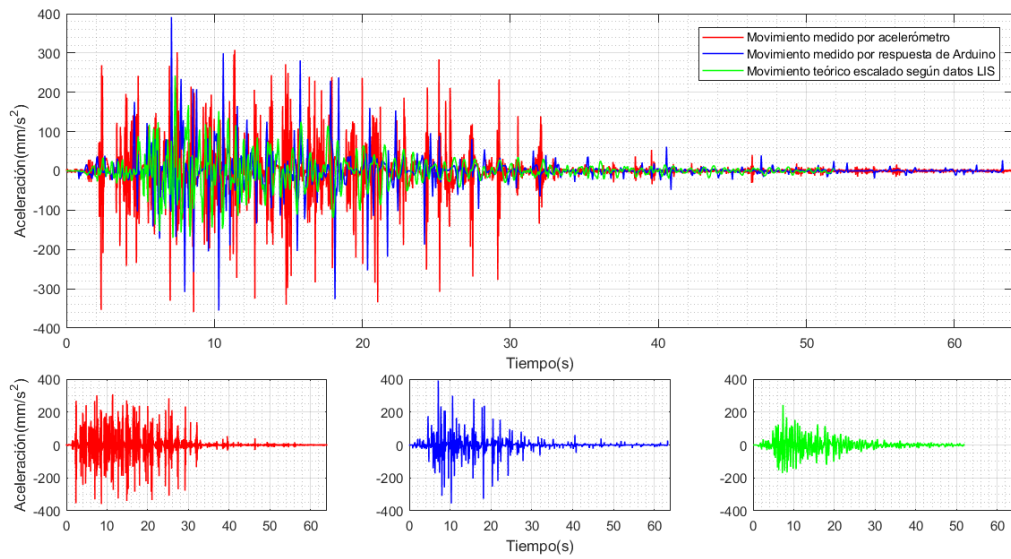 400
300
200
100
0
-100
-200
-300
-400
Aceleración(mm/s²)
Movimiento medido por acelerómetro
Movimiento medido por respuesta de Arduino
Movimiento teórico escalado según datos LIS
0 10 20 30 40 50 60
Tiempo(s)
400
200
0
-200
-400
Aceleración(mm/s²)
0 10 20 30 40 50 60
400
200
0
-200
-400
0 10 20 30 40 50 60
Tiempo(s)
400
200
0
-200
-400
0 10 20 30 40 50 60